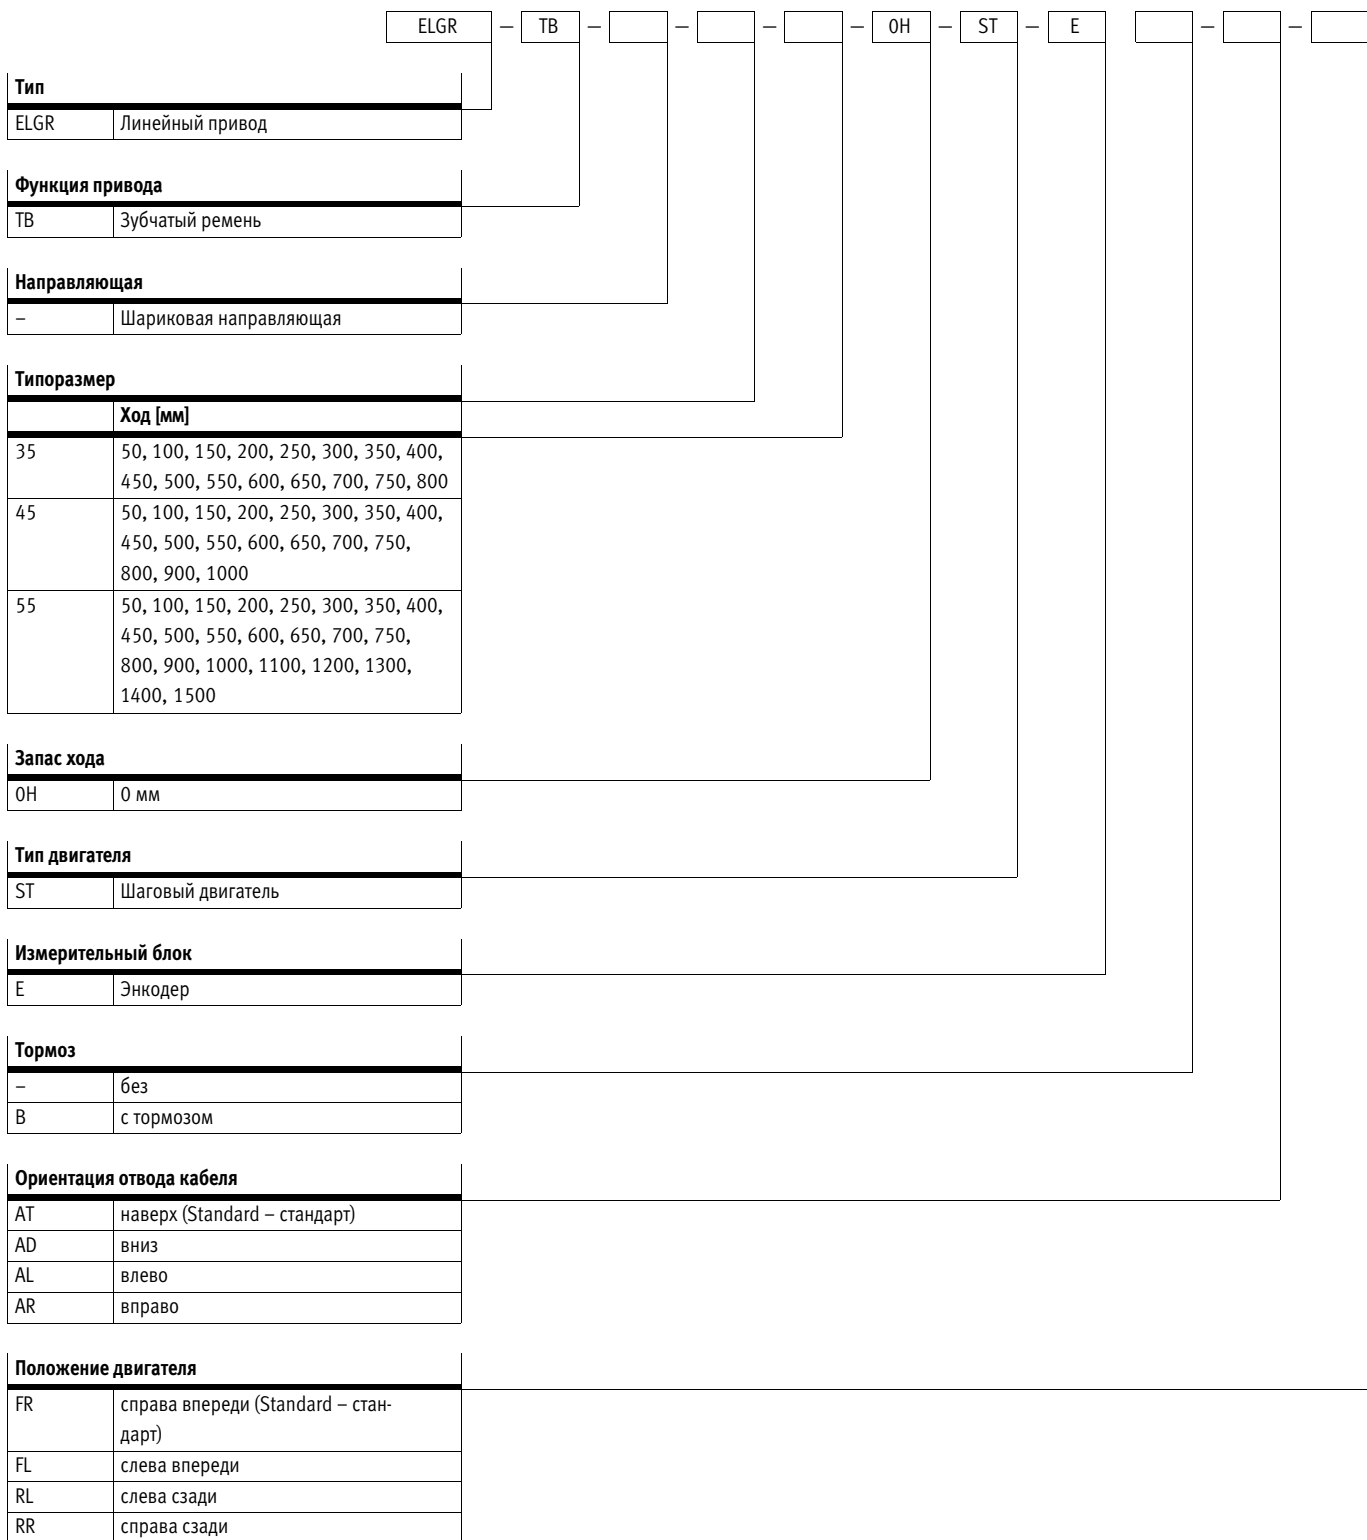 ELGR – TB – – – – 0H – ST – E – –
Тип
ELGR Линейный привод
Функция привода
TB Зубчатый ремень
Направляющая
– Шариковая направляющая
Типоразмер
Ход [мм]
35 50, 100, 150, 200, 250, 300, 350, 400,
450, 500, 550, 600, 650, 700, 750, 800
45 50, 100, 150, 200, 250, 300, 350, 400,
450, 500, 550, 600, 650, 700, 750,
800, 900, 1000
55 50, 100, 150, 200, 250, 300, 350, 400,
450, 500, 550, 600, 650, 700, 750,
800, 900, 1000, 1100, 1200, 1300,
1400, 1500
Запас хода
0H 0 мм
Тип двигателя
ST Шаговый двигатель
Измерительный блок
E Энкодер
Тормоз
– без
B с тормозом
Ориентация отвода кабеля
AT наверх (Standard – стандарт)
AD вниз
AL влево
AR вправо
Положение двигателя
FR справа впереди (Standard – стан-
дарт)
FL слева впереди
RL слева сзади
RR справа сзади